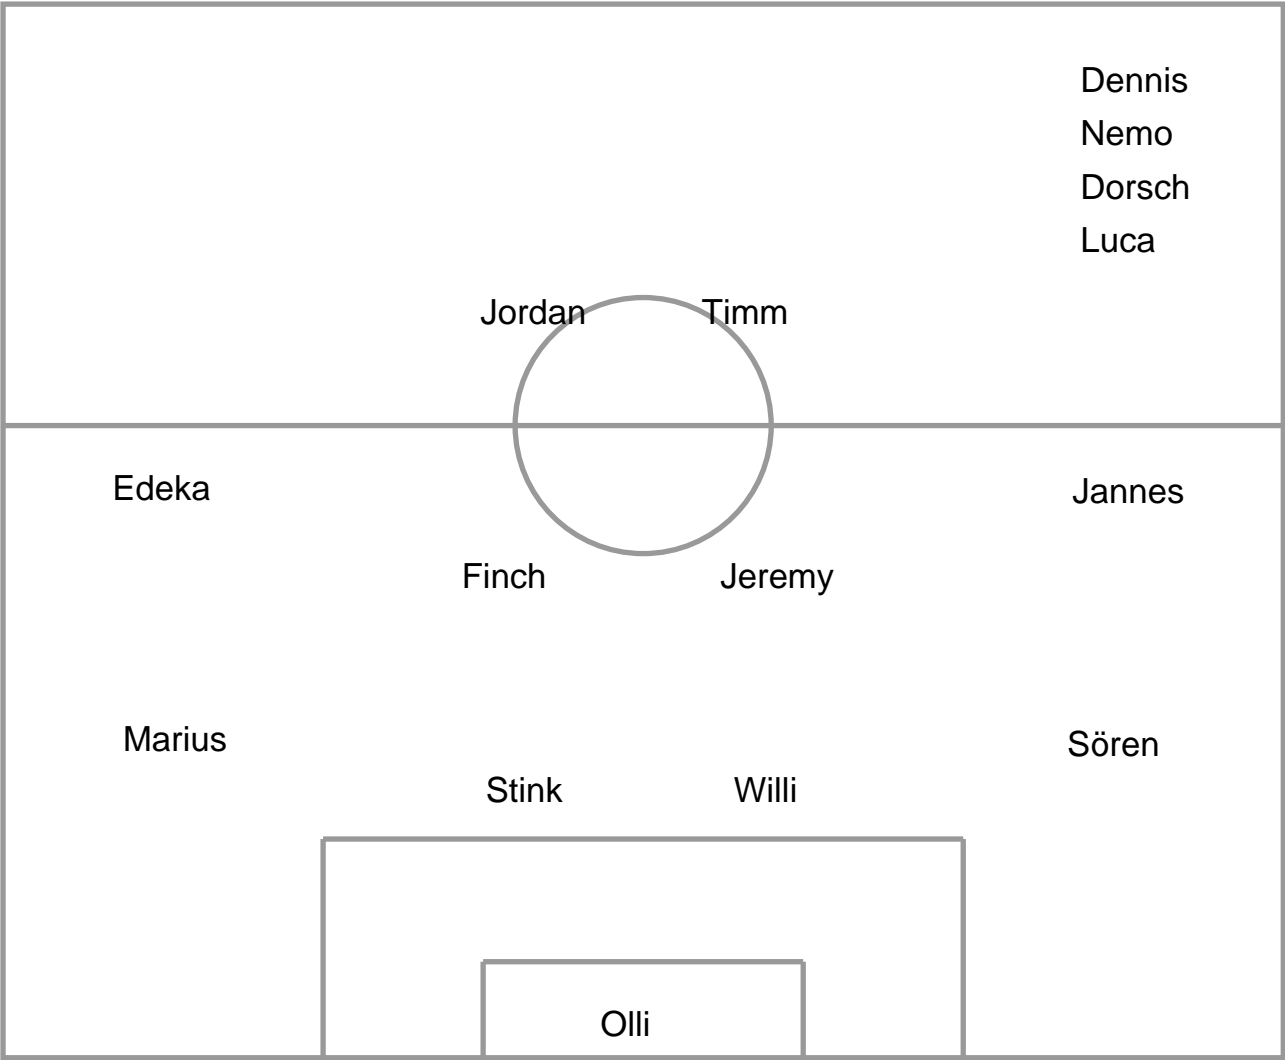 Dennis
Nemo
Dorsch
Luca
Jordan Timm
Edeka Jannes
Finch Jeremy
Marius Sören
Stink Willi
Olli